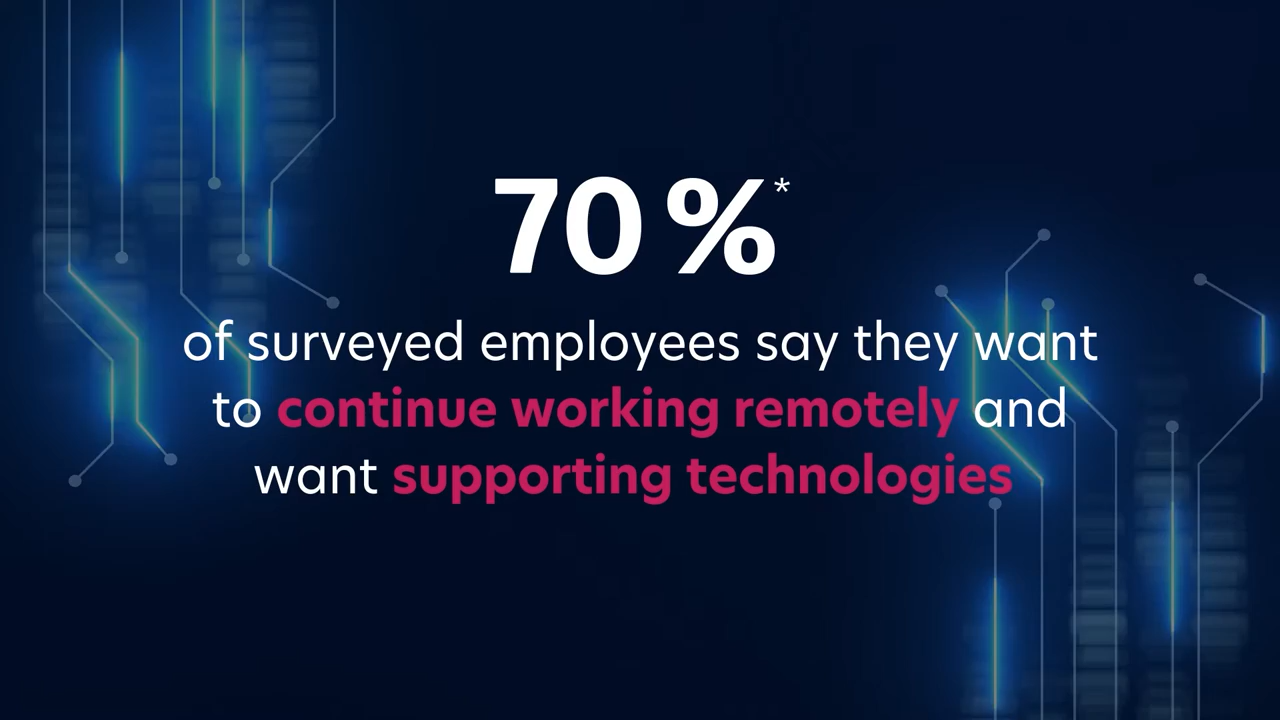 70 %*
of surveyed employees say they want
to continue working remotely and
want supporting technologies